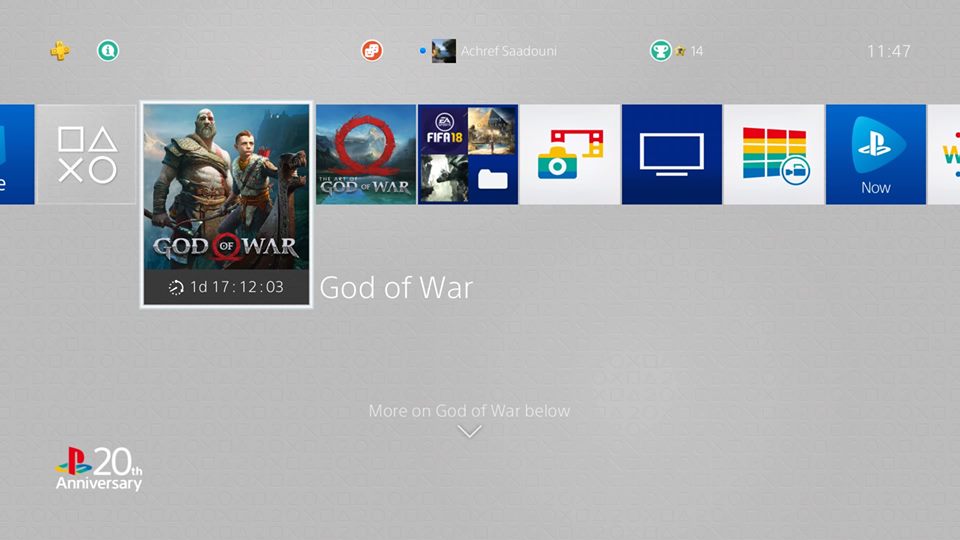 Achref Saadouni
14
11:47
e
GOD OF WAR
1d 17:12:03
THE ART OF
GOD OF WAR
EA
SPORTS
FIFA18
Now
W
God of War
More on God of War below
20th
Anniversary